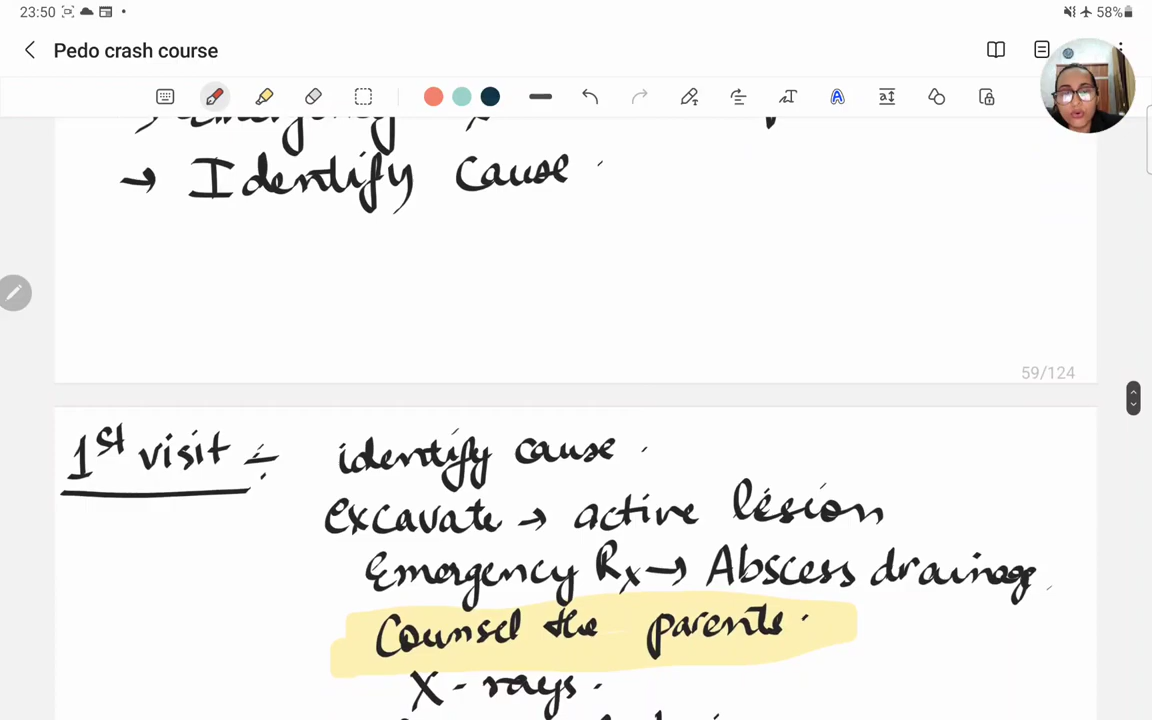 23:50 58%
Pedo crash course
→ Identify cause
59/124
1st visit ÷ identify cause.
Excavate → active lesion
Emergency Rx → Abscess drainage.
Counsel the parents.
X-rays.